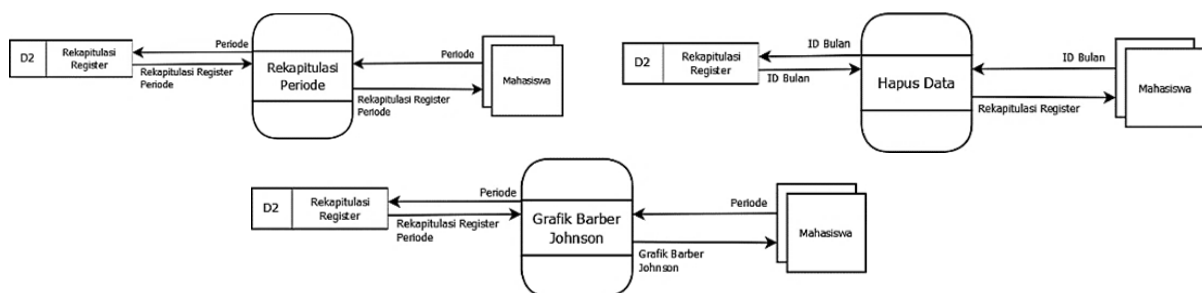 Periode
D2
Rekapitulasi
Register
Rekapitulasi Register
Periode
Rekapitulasi
Periode
Periode
Rekapitulasi Register
Periode
Mahasiswa
ID Bulan
D2
Rekapitulasi
Register
ID Bulan
Hapus Data
ID Bulan
Rekapitulasi Register
Mahasiswa
Periode
D2
Rekapitulasi
Register
Rekapitulasi Register
Periode
Grafik Barber
Johnson
Periode
Grafik Barber
Johnson
Mahasiswa